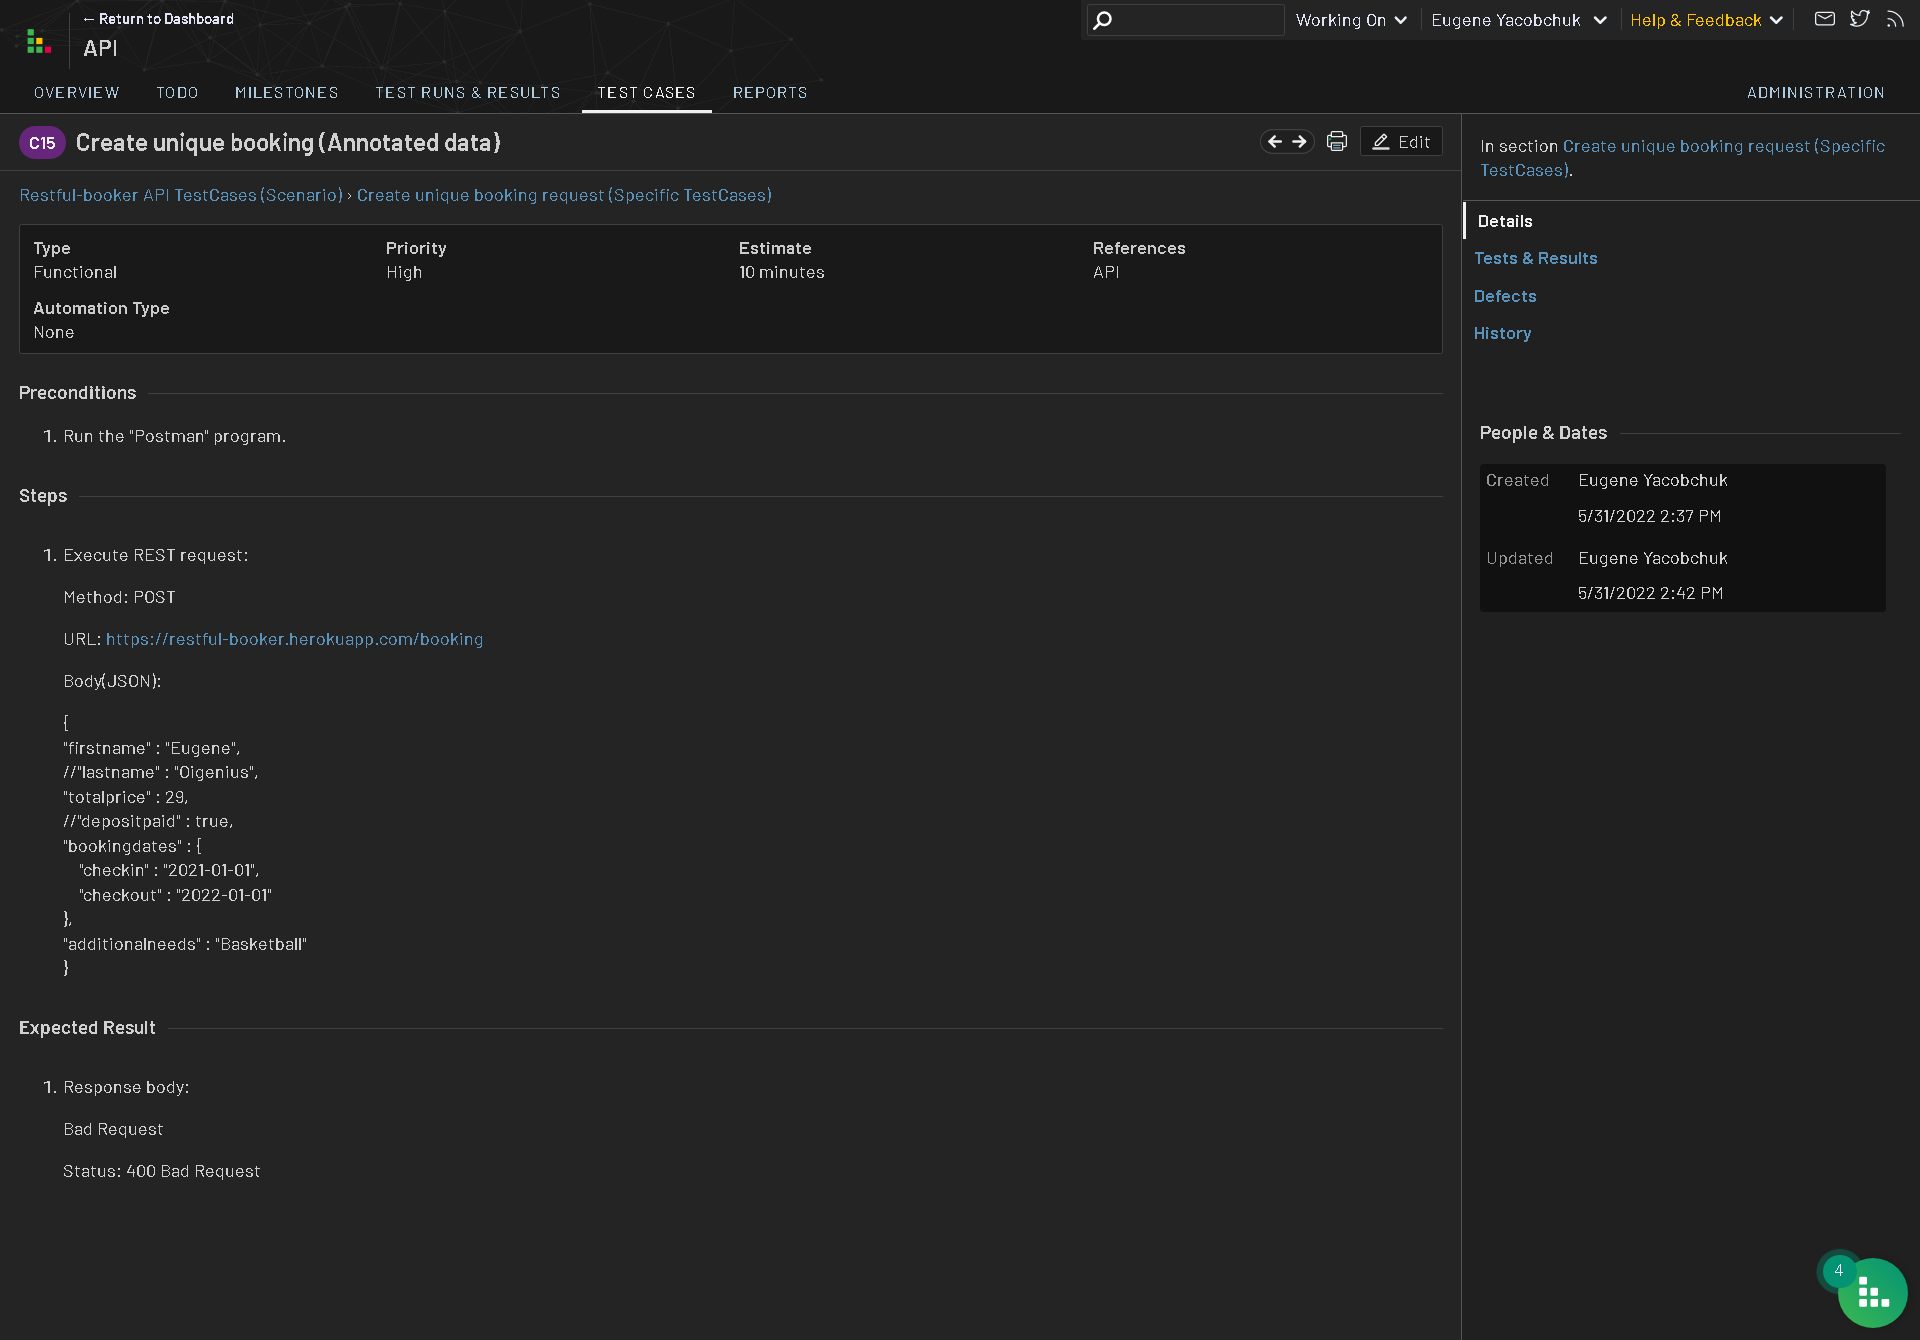 ← Return to Dashboard
API
Working On
Eugene Yacobchuk
Help & Feedback
OVERVIEW
TODO
MILESTONES
TEST RUNS & RESULTS
TEST CASES
REPORTS
ADMINISTRATION
C15
Create unique booking (Annotated data)
Edit
Restful-booker API TestCases (Scenario) › Create unique booking request (Specific TestCases)
Type
Functional
Priority
High
Estimate
10 minutes
References
API
Automation Type
None
Preconditions
1. Run the "Postman" program.
Steps
1. Execute REST request:
Method: POST
URL: https://restful-booker.herokuapp.com/booking
Body(JSON):
{
"firstname" : "Eugene",
//"lastname" : "Oigenius",
"totalprice" : 29,
//"depositpaid" : true,
"bookingdates" : {
"checkin" : "2021-01-01",
"checkout" : "2022-01-01"
},
"additionalneeds" : "Basketball"
}
Expected Result
1. Response body:
Bad Request
Status: 400 Bad Request
In section Create unique booking request (Specific
TestCases).
Details
Tests & Results
Defects
History
People & Dates
Created
Eugene Yacobchuk
5/31/2022 2:37 PM
Updated
Eugene Yacobchuk
5/31/2022 2:42 PM
4